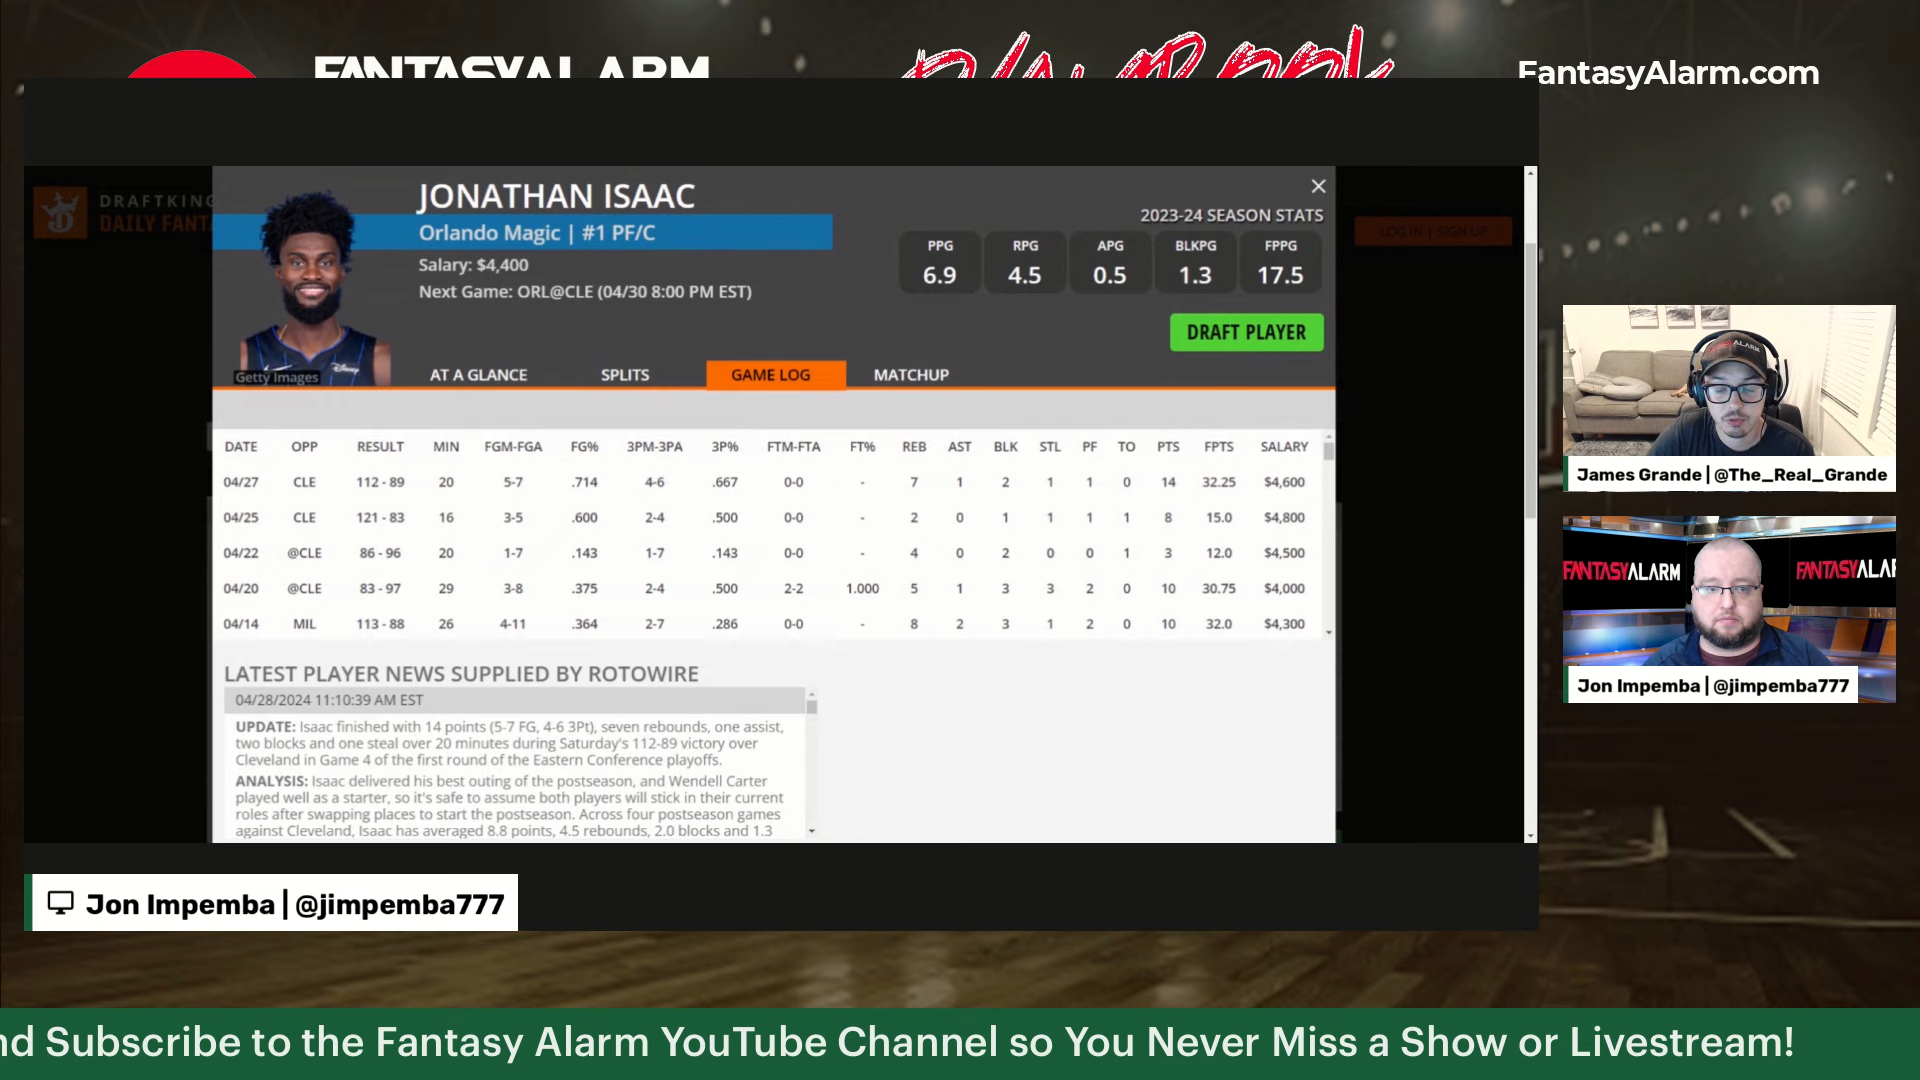 FANTASYALARM
PLAYER POOL
FantasyAlarm.com
DRAFTKING
DAILY FANT
LOG IN | SIGN UP
JONATHAN ISAAC
Orlando Magic | #1 PF/C
Salary: $4,400
Next Game: ORL@CLE (04/30 8:00 PM EST)
Getty Images
2023-24 SEASON STATS
PPG RPG APG BLKPG FPPG
6.9 4.5 0.5 1.3 17.5
DRAFT PLAYER
AT A GLANCE SPLITS GAME LOG MATCHUP
DATE OPP RESULT MIN FGM-FGA FG% 3PM-3PA 3P% FTM-FTA FT% REB AST BLK STL PF TO PTS FPTS SALARY
04/27 CLE 112 - 89 20 5-7 .714 4-6 .667 0-0 - 7 1 2 1 1 0 14 32.25 $4,600
04/25 CLE 121 - 83 16 3-5 .600 2-4 .500 0-0 - 2 0 1 1 1 1 8 15.0 $4,800
04/22 @CLE 86 - 96 20 1-7 .143 1-7 .143 0-0 - 4 0 2 0 0 1 3 12.0 $4,500
04/20 @CLE 83 - 97 29 3-8 .375 2-4 .500 2-2 1.000 5 1 3 3 2 0 10 30.75 $4,000
04/14 MIL 113 - 88 26 4-11 .364 2-7 .286 0-0 - 8 2 3 1 2 0 10 32.0 $4,300
LATEST PLAYER NEWS SUPPLIED BY ROTOWIRE
04/28/2024 11:10:39 AM EST
UPDATE: Isaac finished with 14 points (5-7 FG, 4-6 3Pt), seven rebounds, one assist,
two blocks and one steal over 20 minutes during Saturday's 112-89 victory over
Cleveland in Game 4 of the first round of the Eastern Conference playoffs.
ANALYSIS: Isaac delivered his best outing of the postseason, and Wendell Carter
played well as a starter, so it's safe to assume both players will stick in their current
roles after swapping places to start the postseason. Across four postseason games
against Cleveland, Isaac has averaged 8.8 points, 4.5 rebounds, 2.0 blocks and 1.3
ALARM
James Grande | @The_Real_Grande
FANTASYALARM FANTASYALAR
Jon Impemba | @jimpemba777
Jon Impemba | @jimpemba777
nd Subscribe to the Fantasy Alarm YouTube Channel so You Never Miss a Show or Livestream!